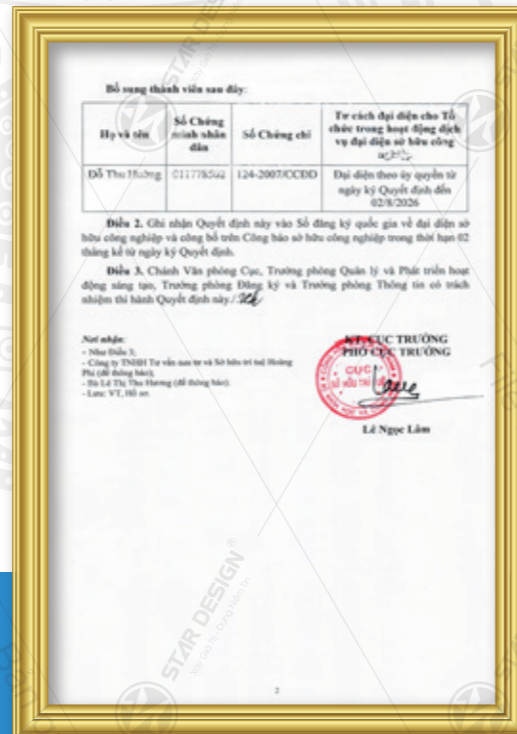 Bổ sung thành viên sau đây:
Họ và tên
Số Chứng
minh nhân
dân
Số Chứng chỉ
Tư cách đại diện cho Tổ
chức trong hoạt động dịch
vụ đại diện sở hữu công
Đỗ Thu Hường
124-2007/CCĐD
Đại diện theo ủy quyền từ
ngày ký Quyết định đến
02/8/2026
Điều 2. Ghi nhận Quyết định này vào Sổ đăng ký quốc gia về đại diện sở
hữu công nghiệp và công bố trên Công báo sở hữu công nghiệp trong thời hạn 02
tháng kể từ ngày ký Quyết định.
Điều 3. Chánh Văn phòng Cục, Trưởng phòng Quản lý và Phát triển hoạt
động sáng tạo, Trưởng phòng Đăng ký và Trưởng phòng Thông tin có trách
nhiệm thi hành Quyết định này./.
Nơi nhận:
- Như Điều 3;
- Công ty TNHH Tư vấn và Sở hữu trí tuệ Hoàng
Phi (để thông báo);
- Bà Lê Thị Thu Hương (để thông báo);
- Lưu: VT, Hồ sơ.
KT. CỤC TRƯỞNG
PHÓ CỤC TRƯỞNG
CỤC
SỞ HỮU TRÍ TUỆ
Lê Ngọc Lâm
2
STAR DESIGN
STAR DESIGN